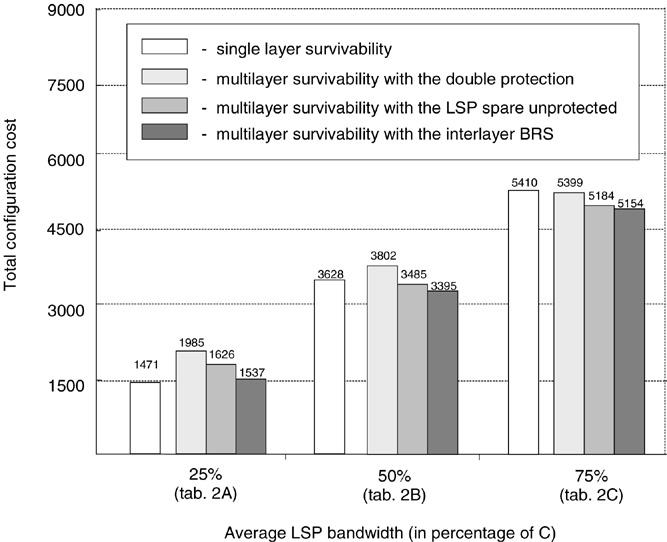 9000
7500
6000
4500
3000
1500
Total configuration cost
- single layer survivability
- multilayer survivability with the double protection
- multilayer survivability with the LSP spare unprotected
- multilayer survivability with the interlayer BRS
1471
1985
1626
1537
3628
3802
3485
3395
5410
5399
5184
5154
25%
(tab. 2A)
50%
(tab. 2B)
75%
(tab. 2C)
Average LSP bandwidth (in percentage of C)